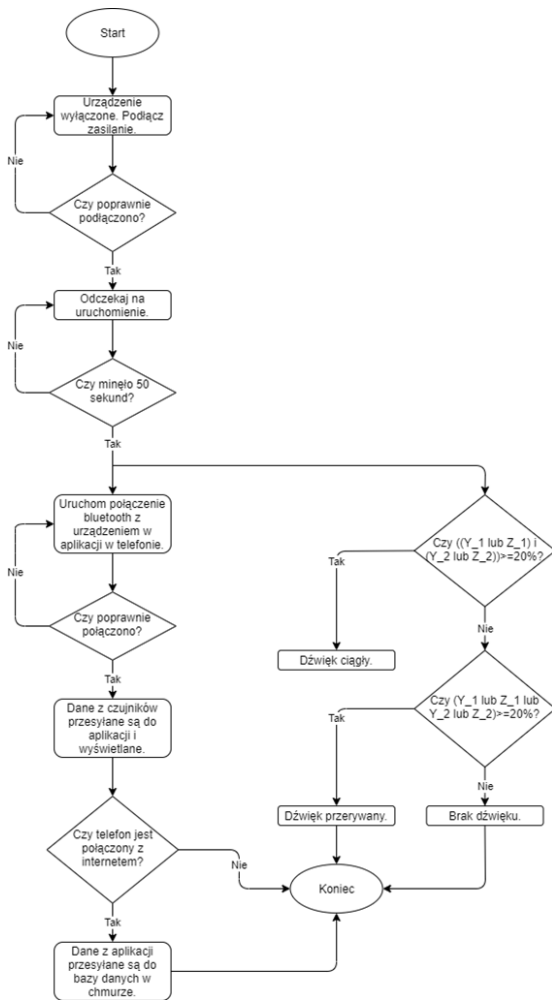 Start
Urządzenie
wyłączone. Podłącz
zasilanie.
Nie
Czy poprawnie
podłączono?
Tak
Odczekaj na
uruchomienie.
Nie
Czy minęło 50
sekund?
Tak
Uruchom połączenie
bluetooth z
urządzeniem w
aplikacji w telefonie.
Nie
Czy poprawnie
połączono?
Tak
Dane z czujników
przesyłane są do
aplikacji i
wyświetlane.
Czy telefon jest
połączony z
internetem?
Nie
Tak
Dane z aplikacji
przesyłane są do
bazy danych w
chmurze.
Czy ((Y_1 lub Z_1) i
(Y_2 lub Z_2))>=20%?
Tak
Nie
Dźwięk ciągły.
Czy (Y_1 lub Z_1 lub
Y_2 lub Z_2)>=20%?
Tak
Nie
Dźwięk przerywany.
Brak dźwięku.
Koniec